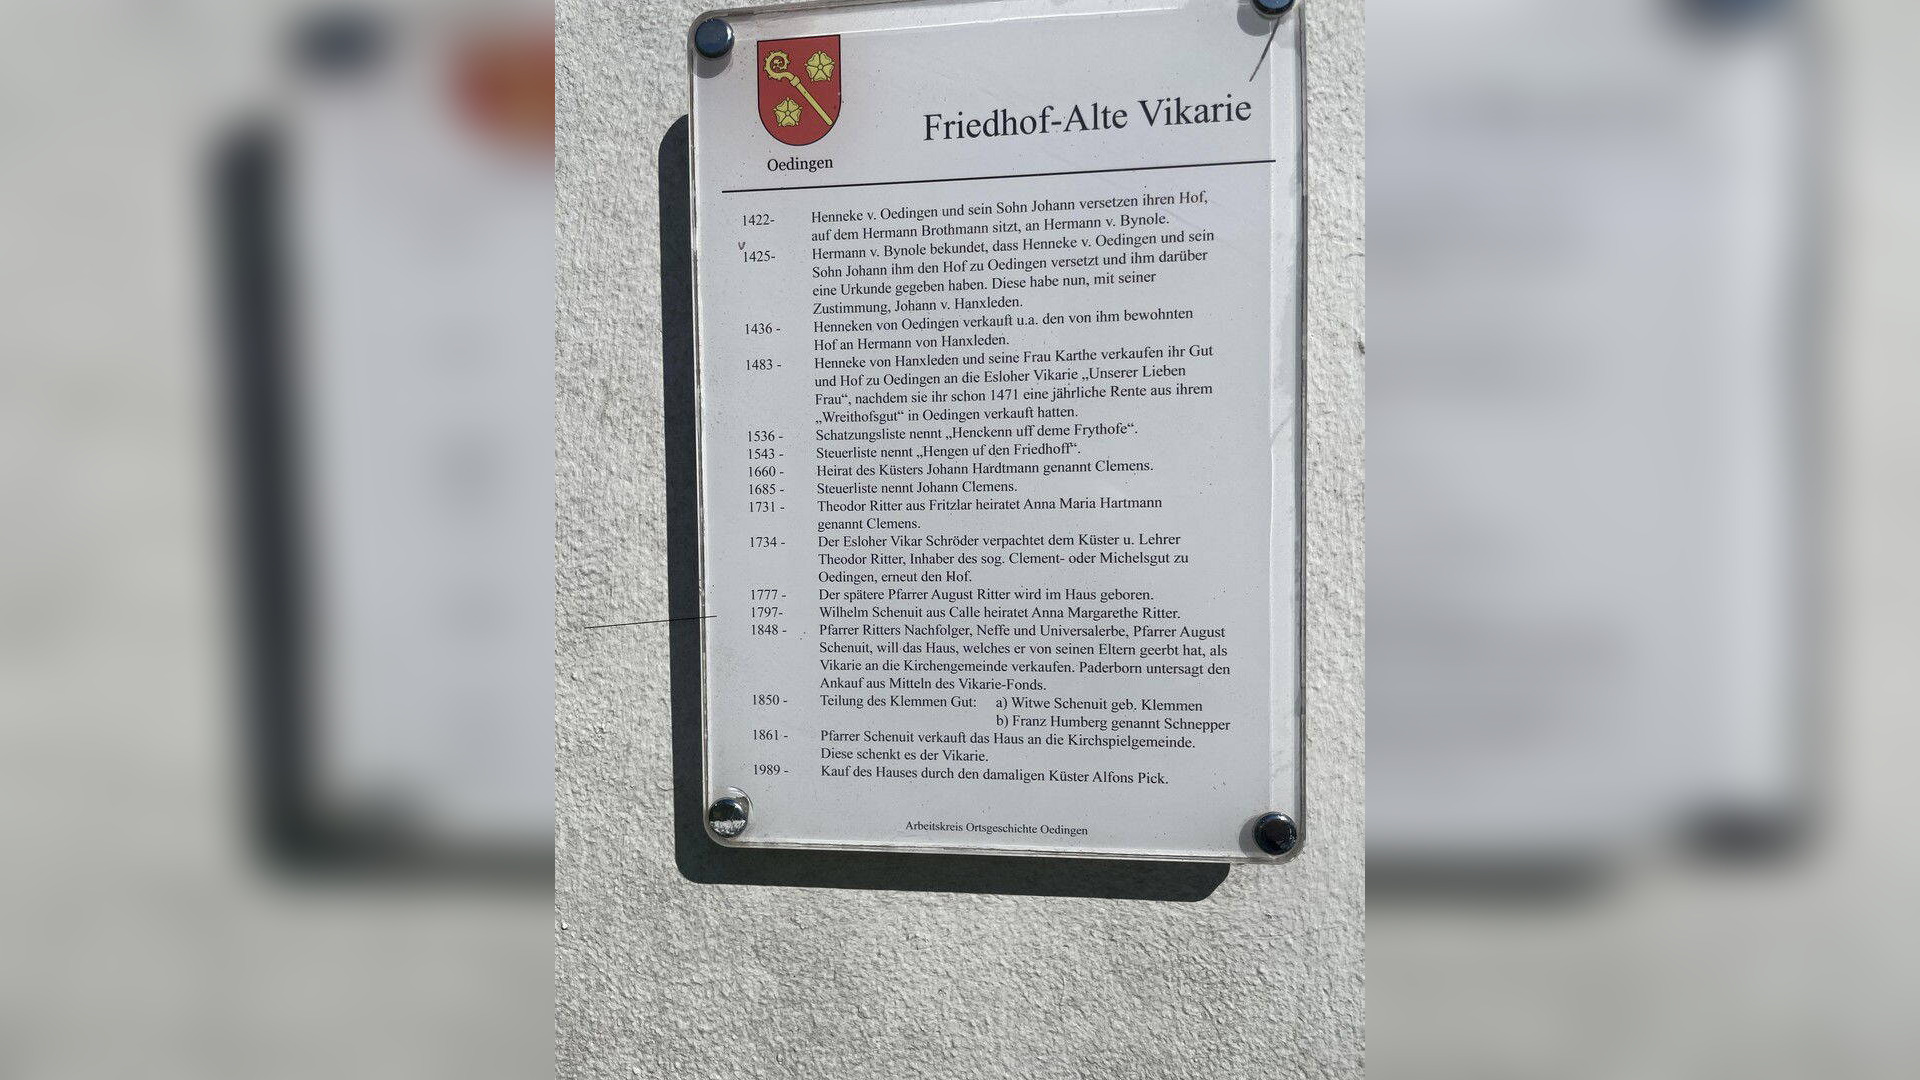 Oedingen
Friedhof-Alte Vikarie
1422- Henneke v. Oedingen und sein Sohn Johann versetzen ihren Hof,
auf dem Hermann Brothmann sitzt, an Hermann v. Bynole.
1425- Hermann v. Bynole bekundet, dass Henneke v. Oedingen und sein
Sohn Johann ihm den Hof zu Oedingen versetzt und ihm darüber
eine Urkunde gegeben haben. Diese habe nun, mit seiner
Zustimmung, Johann v. Hanxleden.
1436 - Henneken von Oedingen verkauft u.a. den von ihm bewohnten
Hof an Hermann von Hanxleden.
1483 - Henneke von Hanxleden und seine Frau Karthe verkaufen ihr Gut
und Hof zu Oedingen an die Esloher Vikarie „Unserer Lieben
Frau“, nachdem sie ihr schon 1471 eine jährliche Rente aus ihrem
„Wreithofsgut“ in Oedingen verkauft hatten.
1536 - Schatzungsliste nennt „Henckenn uff deme Frythofe“.
1543 - Steuerliste nennt „Hengen uf den Friedhoff“.
1660 - Heirat des Küsters Johann Hardtmann genannt Clemens.
1685 - Steuerliste nennt Johann Clemens.
1731 - Theodor Ritter aus Fritzlar heiratet Anna Maria Hartmann
genannt Clemens.
1734 - Der Esloher Vikar Schröder verpachtet dem Küster u. Lehrer
Theodor Ritter, Inhaber des sog. Clement- oder Michelsgut zu
Oedingen, erneut den Hof.
1777 - Der spätere Pfarrer August Ritter wird im Haus geboren.
1797- Wilhelm Schenuit aus Calle heiratet Anna Margarethe Ritter.
1848 - Pfarrer Ritters Nachfolger, Neffe und Universalerbe, Pfarrer August
Schenuit, will das Haus, welches er von seinen Eltern geerbt hat, als
Vikarie an die Kirchengemeinde verkaufen. Paderborn untersagt den
Ankauf aus Mitteln des Vikarie-Fonds.
1850 - Teilung des Klemmen Gut: a) Witwe Schenuit geb. Klemmen
b) Franz Humberg genannt Schnepper
1861 - Pfarrer Schenuit verkauft das Haus an die Kirchspielgemeinde.
Diese schenkt es der Vikarie.
1989 - Kauf des Hauses durch den damaligen Küster Alfons Pick.
Arbeitskreis Ortsgeschichte Oedingen